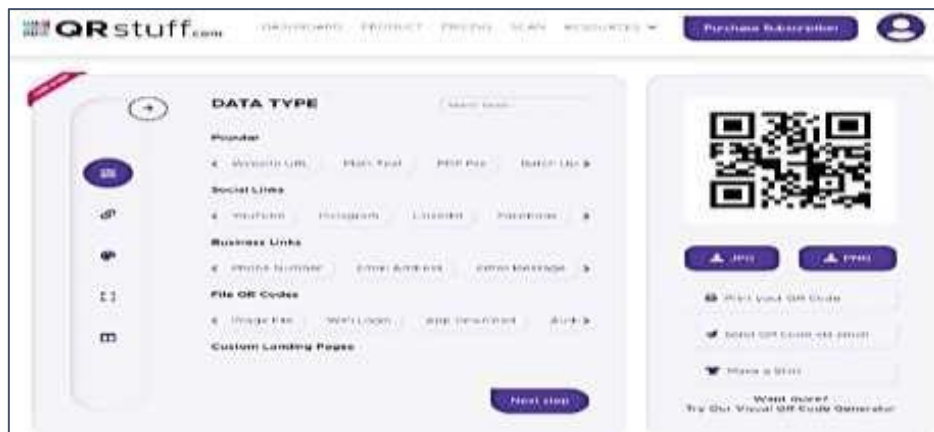 QRstuff.com DASHBOARD PRODUCT PRICING SCAN RESOURCES Purchase Subscription
DATA TYPE
Popular
Website URL Plain Text PDF File
Social Links
YouTube Instagram LinkedIn Facebook
Business Links
Phone Number Email Address Email Message
File QR Codes
Image File WiFi Login App Download
Custom Landing Pages
Next step
JPG PNG
Print your QR Code
Send QR Code via email
Make a Shirt
Want more?
Try Our Visual QR Code Generator